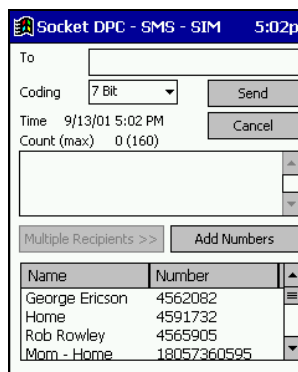 Socket DPC - SMS - SIM 5:02p
To
Coding 7 Bit Send
Time 9/13/01 5:02 PM Cancel
Count (max) 0 (160)
Multiple Recipients >> Add Numbers
Name Number
George Ericson 4562082
Home 4591732
Rob Rowley 4565905
Mom - Home 18057360595